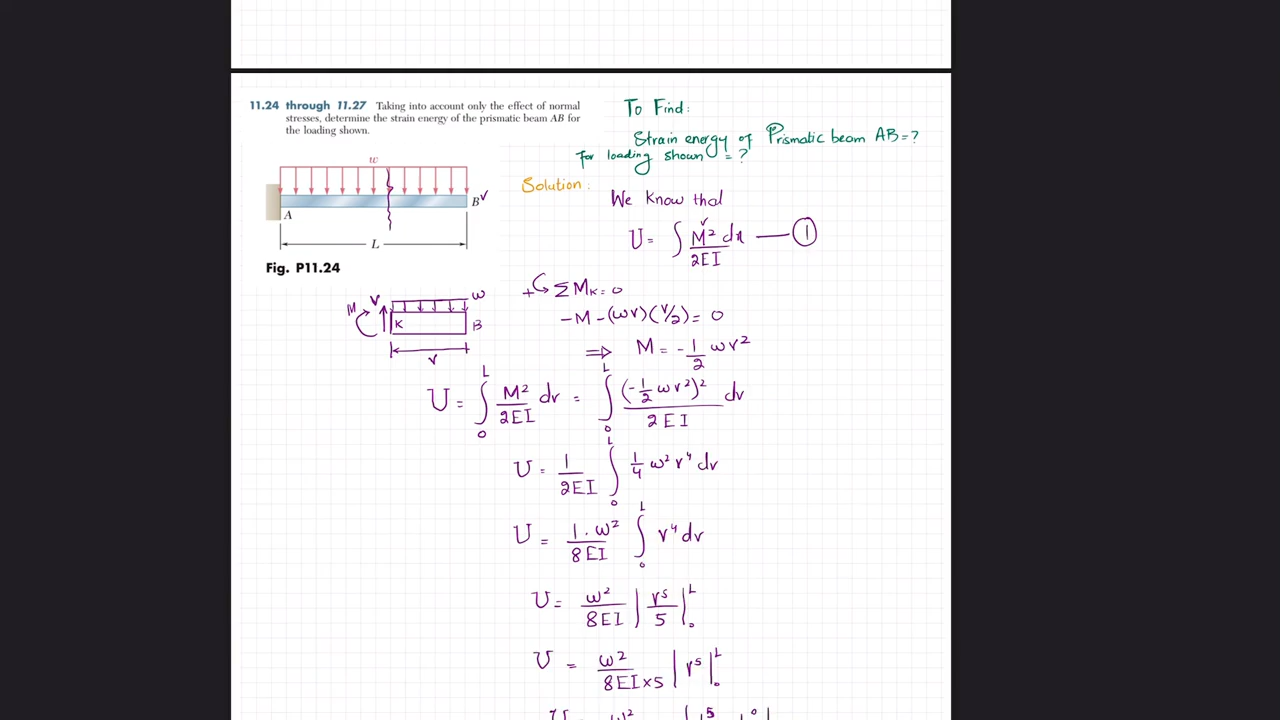 11.24 through 11.27 Taking into account only the effect of normal
stresses, determine the strain energy of the prismatic beam AB for
the loading shown.
w
B✓
A
L
Fig. P11.24
To Find:
Strain energy of Prismatic beam AB=?
For loading shown = ?
Solution:
We know that
U = ∫ M² dx / 2EI —— ①
M V w
K B
v
+ ΣM_K = 0
-M - (wv)(v/2) = 0
⇒ M = -1/2 wv²
U = ∫₀ᴸ M²/2EI dv = ∫₀ᴸ (-1/2 wv²)²/2EI dv
U = 1/2EI ∫₀ᴸ 1/4 w² v⁴ dv
U = 1·w²/8EI ∫₀ᴸ v⁴ dv
U = w²/8EI |v⁵/5|₀ᴸ
U = w²/8EI×5 |v⁵|₀ᴸ